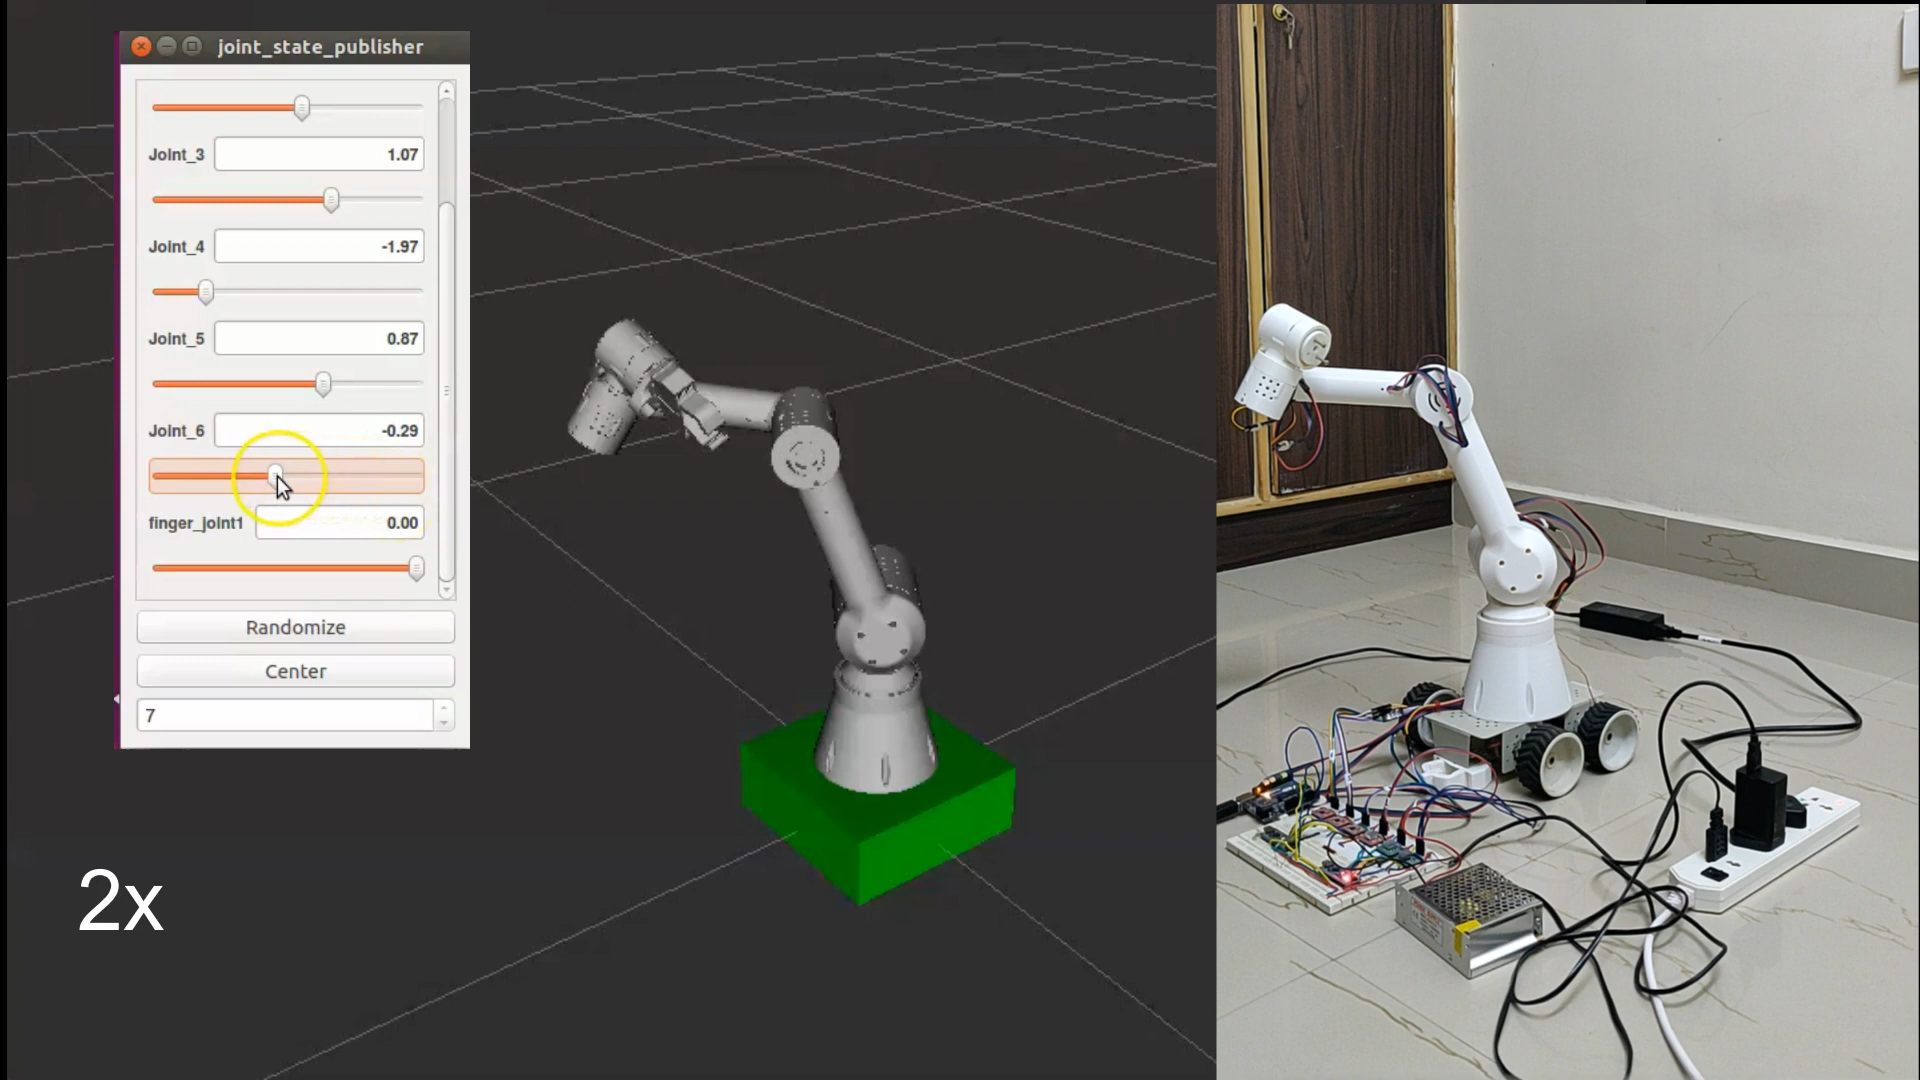 joint_state_publisher
Joint_3 1.07
Joint_4 -1.97
Joint_5 0.87
Joint_6 -0.29
finger_joint1 0.00
Randomize
Center
7
2x